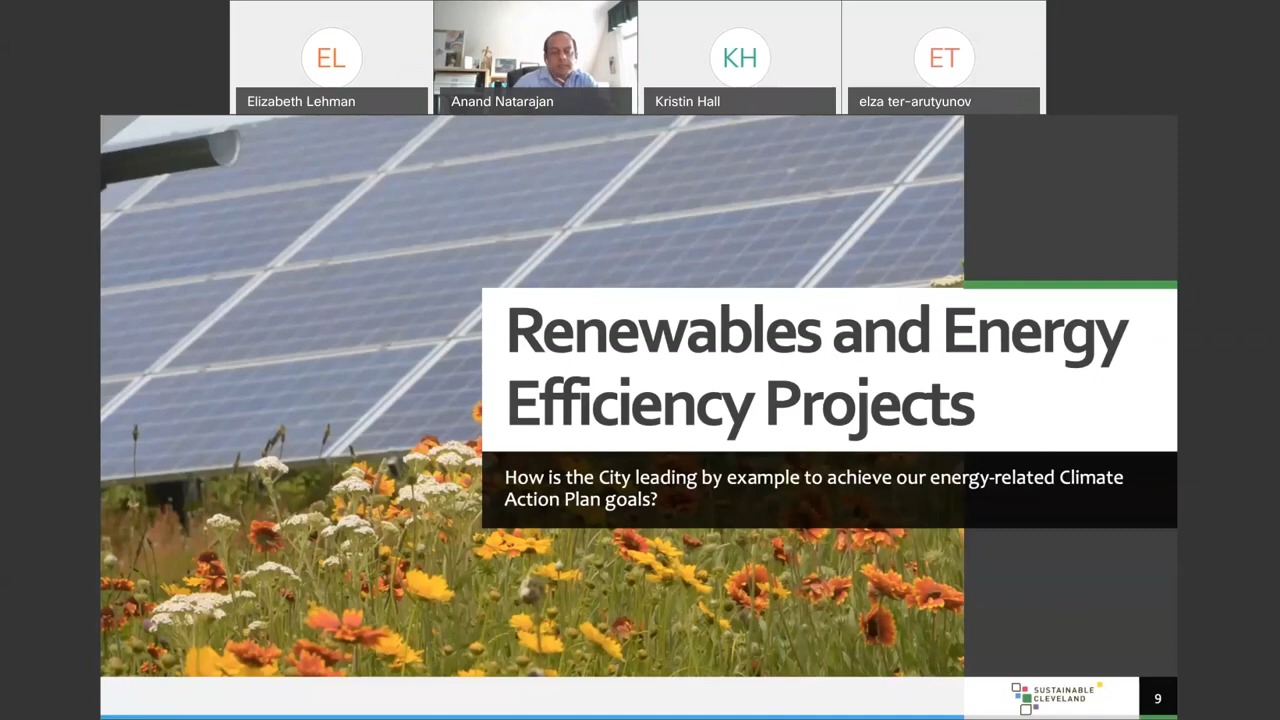 EL
KH
ET
Elizabeth Lehman
Anand Natarajan
Kristin Hall
elza ter-arutyunov
Renewables and Energy
Efficiency Projects
How is the City leading by example to achieve our energy-related Climate
Action Plan goals?
SUSTAINABLE
CLEVELAND
9